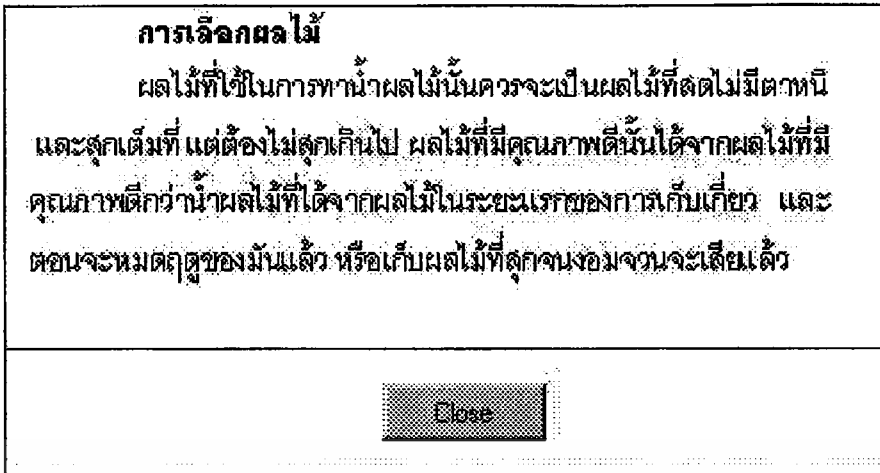 การเลือกผลไม้
ผลไม้ที่ใช้ในการทาน้ำผลไม้นั้นควรจะเป็นผลไม้ที่สดไม่มีตาหนิ
และสุกเต็มที่ แต่ต้องไม่สุกเกินไป ผลไม้ที่มีคุณภาพดีนั้นได้จากผลไม้ที่มี
คุณภาพดีกว่าน้ำผลไม้ที่ได้จากผลไม้ในระยะแรกของการเก็บเกี่ยว และ
ตอนจะหมดฤดูของมันแล้ว หรือเก็บผลไม้ที่สุกจนงอมจวนจะเสียแล้ว
Close